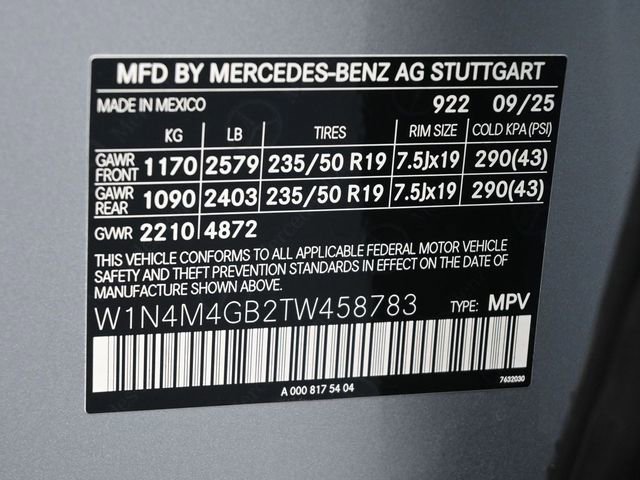 MFD BY MERCEDES-BENZ AG STUTTGART
MADE IN MEXICO 922 09/25
KG LB TIRES RIM SIZE COLD KPA (PSI)
GAWR FRONT 1170 2579 235/50 R19 7.5Jx19 290(43)
GAWR REAR 1090 2403 235/50 R19 7.5Jx19 290(43)
GVWR 2210 4872
THIS VEHICLE CONFORMS TO ALL APPLICABLE FEDERAL MOTOR VEHICLE
SAFETY AND THEFT PREVENTION STANDARDS IN EFFECT ON THE DATE OF
MANUFACTURE SHOWN ABOVE.
W1N4M4GB2TW458783 TYPE: MPV
A 000 817 54 04 7632030